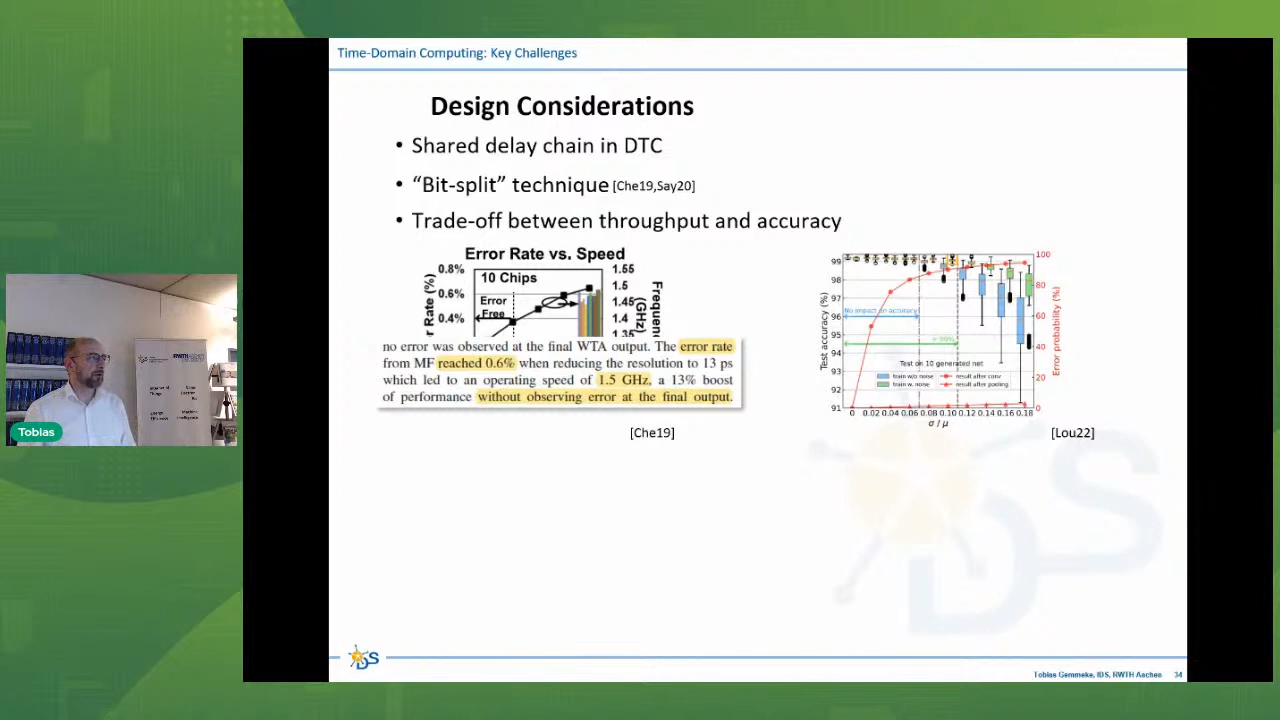 Time-Domain Computing: Key Challenges
Design Considerations
• Shared delay chain in DTC
• "Bit-split" technique [Che19,Say20]
• Trade-off between throughput and accuracy
Error Rate vs. Speed
0.8%
0.6%
0.4%
r Rate (%)
10 Chips
Error
Free
1.55
1.5
1.45
1.4
1.35
Frequen
(GHz)
no error was observed at the final WTA output. The error rate
from MF reached 0.6% when reducing the resolution to 13 ps
which led to an operating speed of 1.5 GHz, a 13% boost
of performance without observing error at the final output.
[Che19]
Test accuracy (%)
99
98
97
96
95
94
93
92
91
No impact on accuracy
> 99%
Test on 10 generated net
train w/o noise
result after conv
train w. noise
result after pooling
0 0.02 0.04 0.06 0.08 0.10 0.12 0.14 0.16 0.18
σ / μ
100
80
60
40
20
0
Error probability (%)
[Lou22]
Tobias
RWTH
IDS
IDS
Tobias Gemmeke, IDS, RWTH Aachen 34